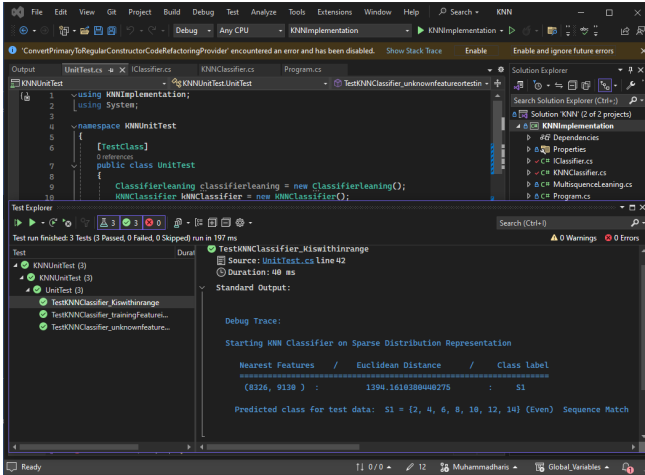 File Edit View Git Project Build Debug Test Analyze Tools Extensions Window Help Search KNN
Debug Any CPU KNNImplementation KNNImplementation
'ConvertPrimaryToRegularConstructorCodeRefactoringProvider' encountered an error and has been disabled. Show Stack Trace Enable Enable and ignore future errors
Output UnitTest.cs IClassifier.cs KNNClassifier.cs Program.cs
KNNUnitTest KNNUnitTest.UnitTest TestKNNClassifier_unknownfeatureortestin
1 using KNNImplementation;
2 using System;
3
4 namespace KNNUnitTest
5 {
6 [TestClass]
0 references
7 public class UnitTest
8 {
9 Classifierleaning classifierleaning = new Classifierleaning();
10 KNNClassifier kNNClassifier = new KNNClassifier();
Solution Explorer
Search Solution Explorer (Ctrl+;)
Solution 'KNN' (2 of 2 projects)
KNNImplementation
Dependencies
Properties
C# IClassifier.cs
C# KNNClassifier.cs
C# MultisquenceLeaning.cs
C# Program.cs
Test Explorer
3 3 0
Search (Ctrl+I)
Test run finished: 3 Tests (3 Passed, 0 Failed, 0 Skipped) run in 197 ms
0 Warnings 0 Errors
Test Durat
KNNUnitTest (3)
KNNUnitTest (3)
UnitTest (3)
TestKNNClassifier_Kiswithinrange
TestKNNClassifier_trainingFeaturei...
TestKNNClassifier_unknownfeature...
TestKNNClassifier_Kiswithinrange
Source: UnitTest.cs line 42
Duration: 40 ms
Standard Output:
Debug Trace:
Starting KNN Classifier on Sparse Distribution Representation
Nearest Features / Euclidean Distance / Class label
==========================================================
(8326, 9130 ) : 1394.1610380440275 : S1
Predicted class for test data: S1 = {2, 4, 6, 8, 10, 12, 14} (Even) Sequence Match
Ready 0 / 0 12 Muhammadharis Global_Variables